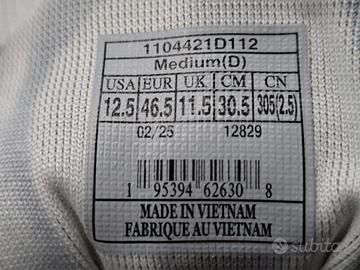 1104421D112
Medium(D)
USA EUR UK CM CN
12.5 46.5 11.5 30.5 305(2.5)
02/25 12829
1 95394 62630 8
MADE IN VIETNAM
FABRIQUE AU VIETNAM
subito